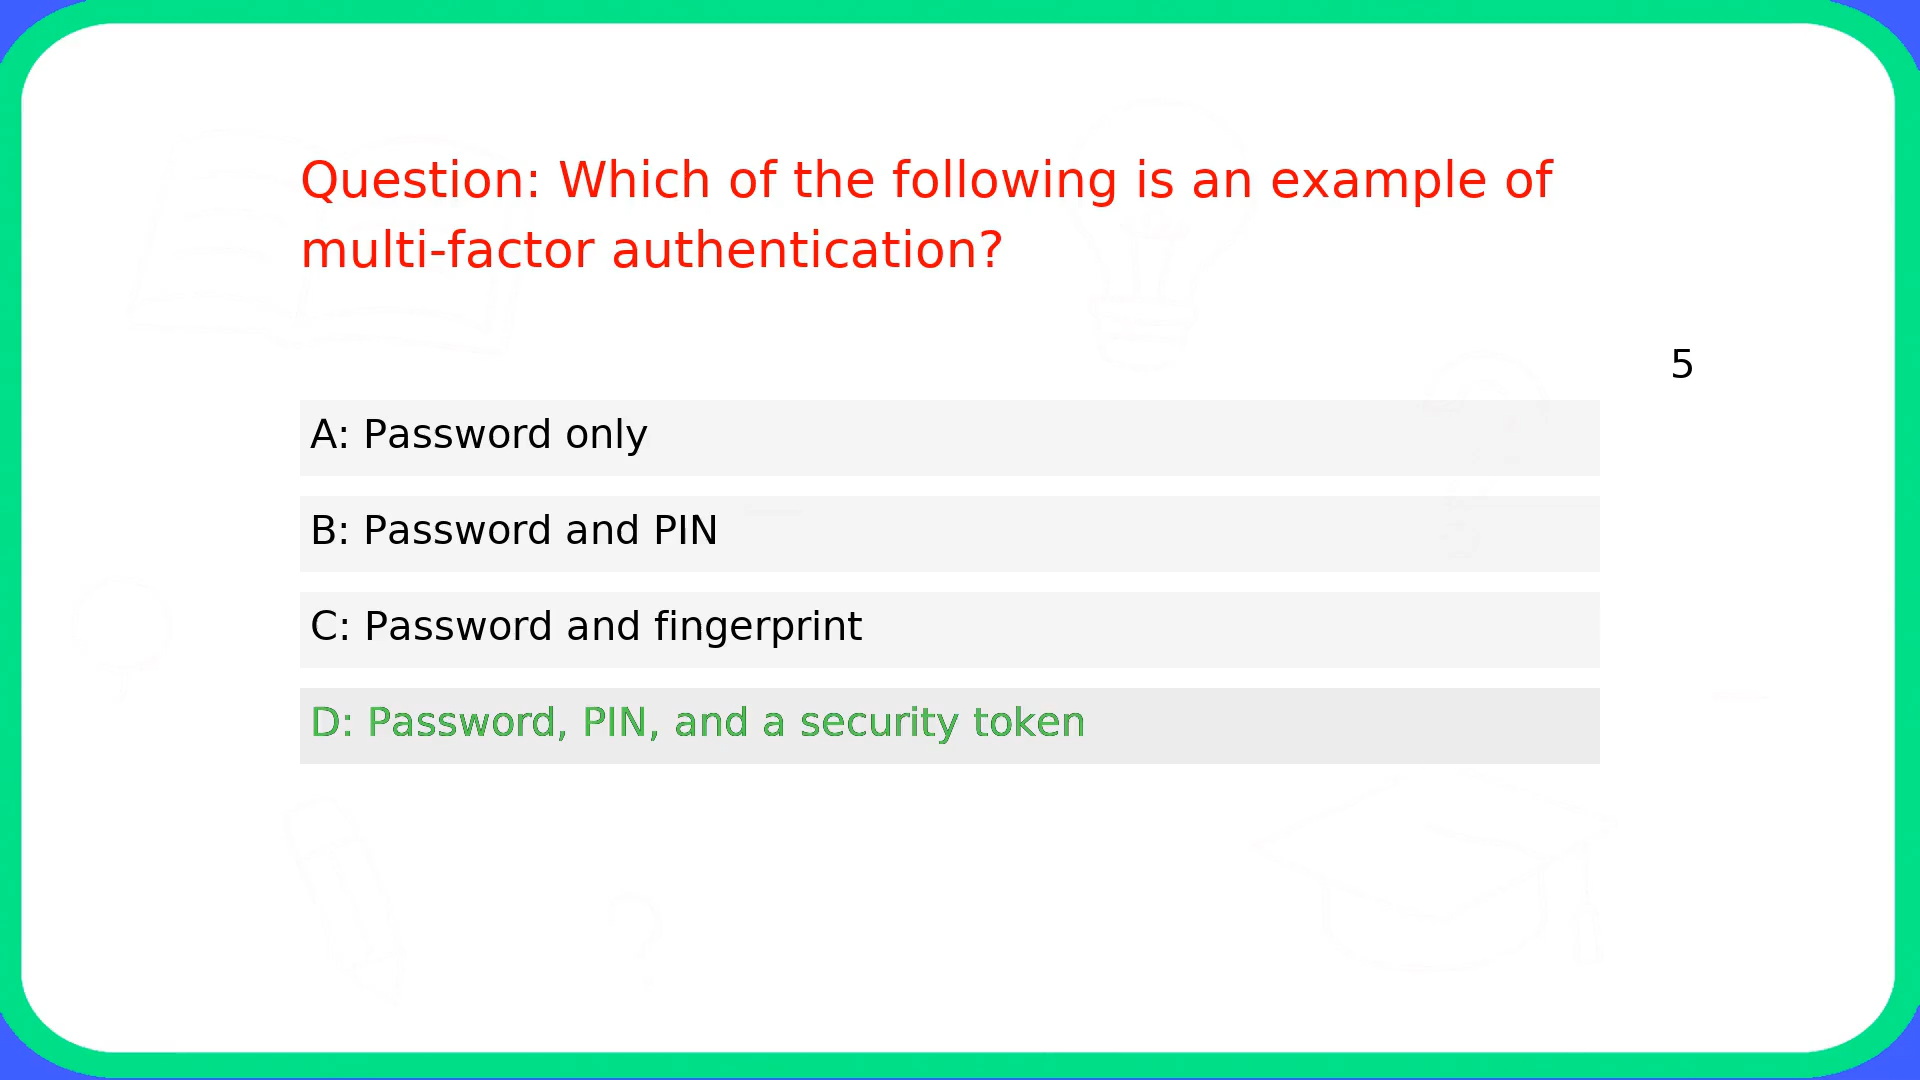 Question: Which of the following is an example of
multi-factor authentication?
5
A: Password only
B: Password and PIN
C: Password and fingerprint
D: Password, PIN, and a security token